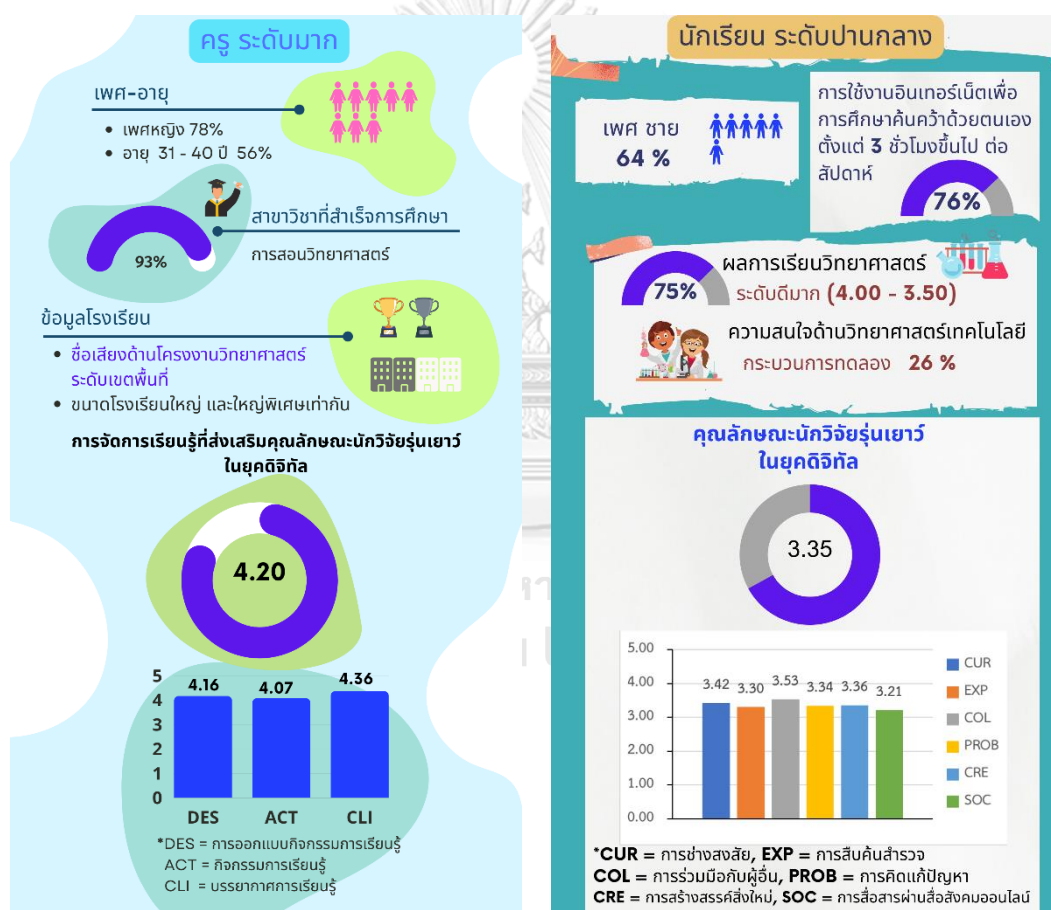 ครู ระดับมาก
เพศ-อายุ
• เพศหญิง 78%
• อายุ 31 - 40 ปี 56%
93%
สาขาวิชาที่สำเร็จการศึกษา
การสอนวิทยาศาสตร์
ข้อมูลโรงเรียน
• ชื่อเสียงด้านโครงงานวิทยาศาสตร์
ระดับเขตพื้นที่
• ขนาดโรงเรียนใหญ่ และใหญ่พิเศษเท่ากัน
การจัดการเรียนรู้ที่ส่งเสริมคุณลักษณะนักวิจัยรุ่นเยาว์
ในยุคดิจิทัล
4.20
5
4
3
2
1
0
4.16
4.07
4.36
DES
ACT
CLI
*DES = การออกแบบกิจกรรมการเรียนรู้
ACT = กิจกรรมการเรียนรู้
CLI = บรรยากาศการเรียนรู้
นักเรียน ระดับปานกลาง
เพศ ชาย
64 %
การใช้งานอินเทอร์เน็ตเพื่อ
การศึกษาค้นคว้าด้วยตนเอง
ตั้งแต่ 3 ชั่วโมงขึ้นไป ต่อ
สัปดาห์
76%
75%
ผลการเรียนวิทยาศาสตร์
ระดับดีมาก (4.00 - 3.50)
ความสนใจด้านวิทยาศาสตร์เทคโนโลยี
กระบวนการทดลอง 26 %
คุณลักษณะนักวิจัยรุ่นเยาว์
ในยุคดิจิทัล
3.35
5.00
4.00
3.00
2.00
1.00
0.00
3.42
3.30
3.53
3.34
3.36
3.21
CUR
EXP
COL
PROB
CRE
SOC
*CUR = การช่างสงสัย, EXP = การสืบค้นสำรวจ
COL = การร่วมมือกับผู้อื่น, PROB = การคิดแก้ปัญหา
CRE = การสร้างสรรค์สิ่งใหม่, SOC = การสื่อสารผ่านสื่อสังคมออนไลน์